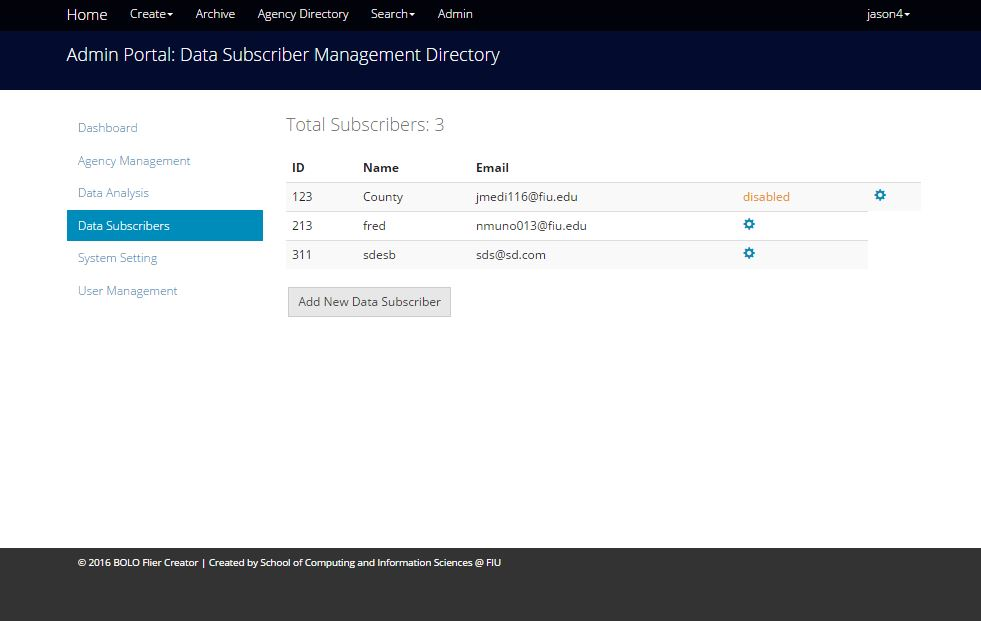 Home Create Archive Agency Directory Search Admin jason4
Admin Portal: Data Subscriber Management Directory
Dashboard
Agency Management
Data Analysis
Data Subscribers
System Setting
User Management
Total Subscribers: 3
ID Name Email
123 County jmedi116@fiu.edu disabled
213 fred nmuno013@fiu.edu
311 sdesb sds@sd.com
Add New Data Subscriber
© 2016 BOLO Flier Creator | Created by School of Computing and Information Sciences @ FIU